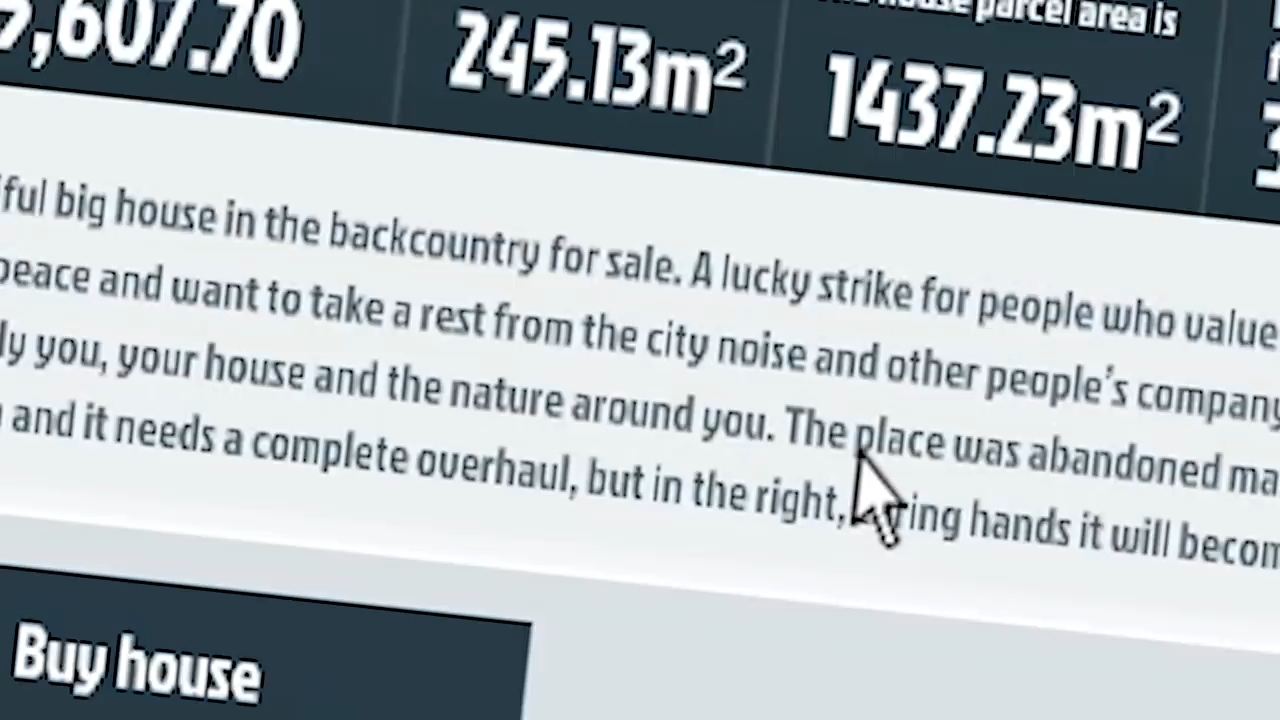 ,607.70
245.13m²
house parcel area is
1437.23m²
big house in the backcountry for sale. A lucky strike for people who value
peace and want to take a rest from the city noise and other people's company
you, your house and the nature around you. The place was abandoned
and it needs a complete overhaul, but in the right, hands it will
Buy house